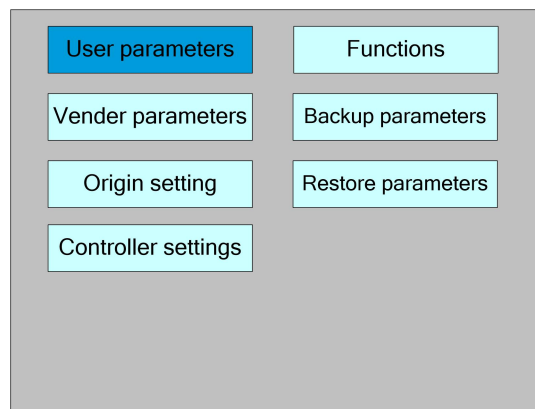 User parameters
Functions
Vender parameters
Backup parameters
Origin setting
Restore parameters
Controller settings